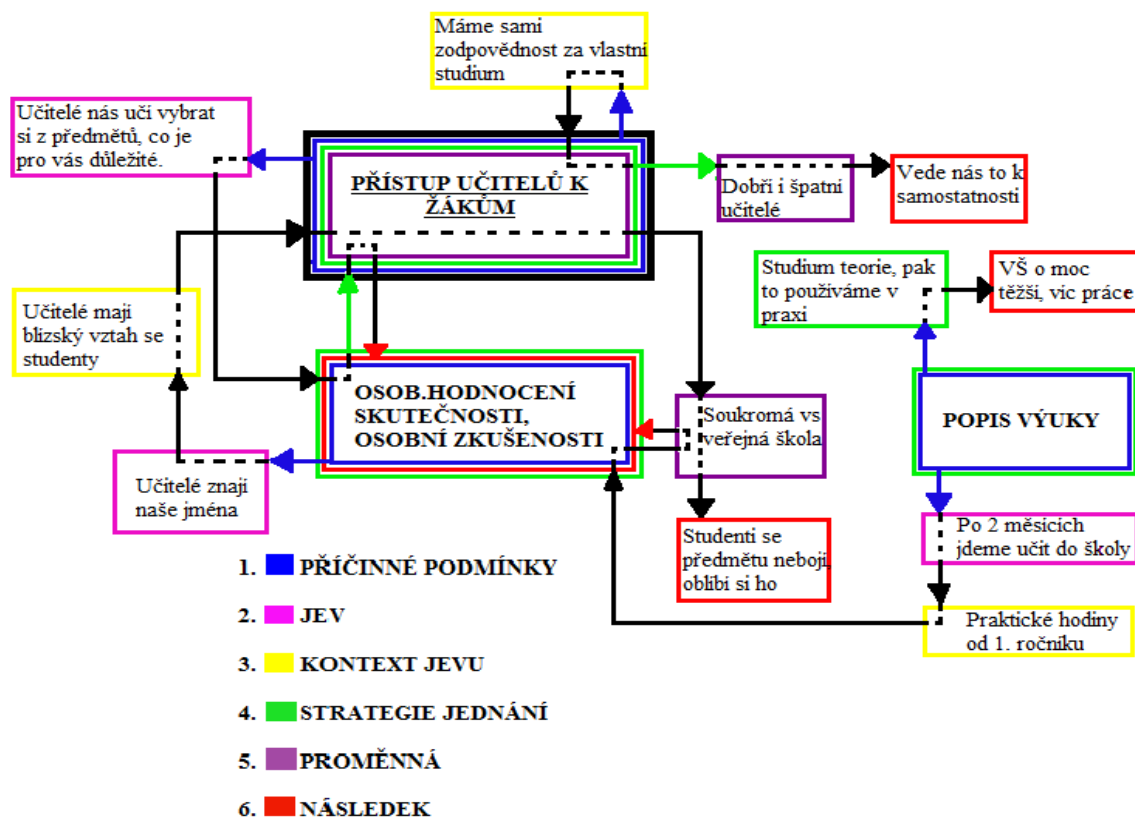 Máme sami
zodpovědnost za vlastní
studium
Učitelé nás učí vybrat
si z předmětů, co je
pro vás důležité.
PŘÍSTUP UČITELŮ K
ŽÁKŮM
Dobří i špatní
učitelé
Vede nás to k
samostatnosti
Studium teorie, pak
to používáme v
praxi
VŠ o moc
těžší, víc práce
Učitelé mají
blizský vztah se
studenty
OSOB.HODNOCENÍ
SKUTEČNOSTI,
OSOBNÍ ZKUŠENOSTI
Soukromá vs
veřejná škola
POPIS VÝUKY
Učitelé znají
naše jména
Studenti se
předmětu nebojí,
oblíbí si ho
Po 2 měsících
jdeme učit do školy
Praktické hodiny
od 1. ročníku
1. PŘÍČINNÉ PODMÍNKY
2. JEV
3. KONTEXT JEVU
4. STRATEGIE JEDNÁNÍ
5. PROMĚNNÁ
6. NÁSLEDEK